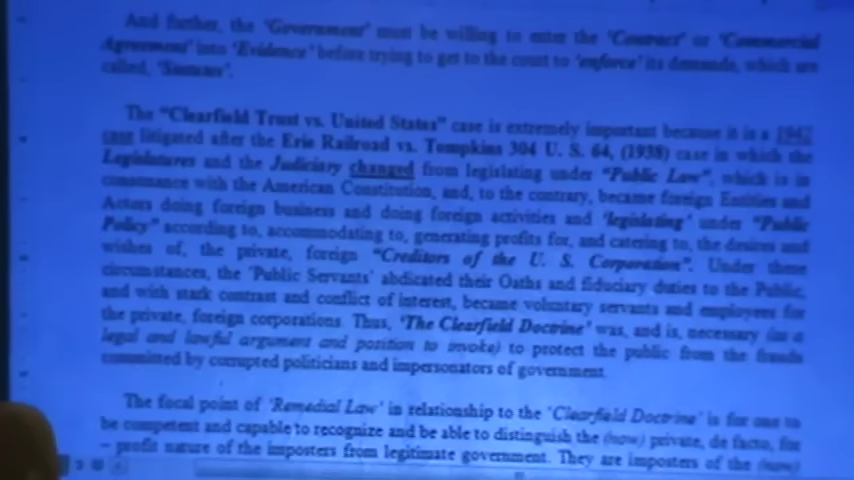 And further, the 'Government' must be willing to enter the 'Contract' or 'Commercial
Agreement' into 'Evidence' before trying to get to the court to 'enforce' its demands, which are
called, 'Statutes'.
The "Clearfield Trust vs. United States" case is extremely important because it is a 1942
case litigated after the Erie Railroad vs. Tompkins 304 U. S. 64, (1938) case in which the
Legislatures and the Judiciary changed from legislating under "Public Law", which is in
consonance with the American Constitution, and, to the contrary, became foreign Entities and
Actors doing foreign business and doing foreign activities and 'legislating' under "Public
Policy" according to, accommodating to, generating profits for, and catering to, the desires and
wishes of, the private, foreign "Creditors of the U. S. Corporation". Under these
circumstances, the 'Public Servants' abdicated their Oaths and fiduciary duties to the Public,
and with stark contrast and conflict of interest, became voluntary servants and employees for
the private, foreign corporations. Thus, 'The Clearfield Doctrine' was, and is, necessary (as a
legal and lawful argument and position to invoke) to protect the public from the frauds
committed by corrupted politicians and impersonators of government.
The focal point of 'Remedial Law' in relationship to the 'Clearfield Doctrine' is for one to
be competent and capable to recognize and be able to distinguish the (now) private, de facto, for
– profit nature of the imposters from legitimate government. They are imposters of the (now)